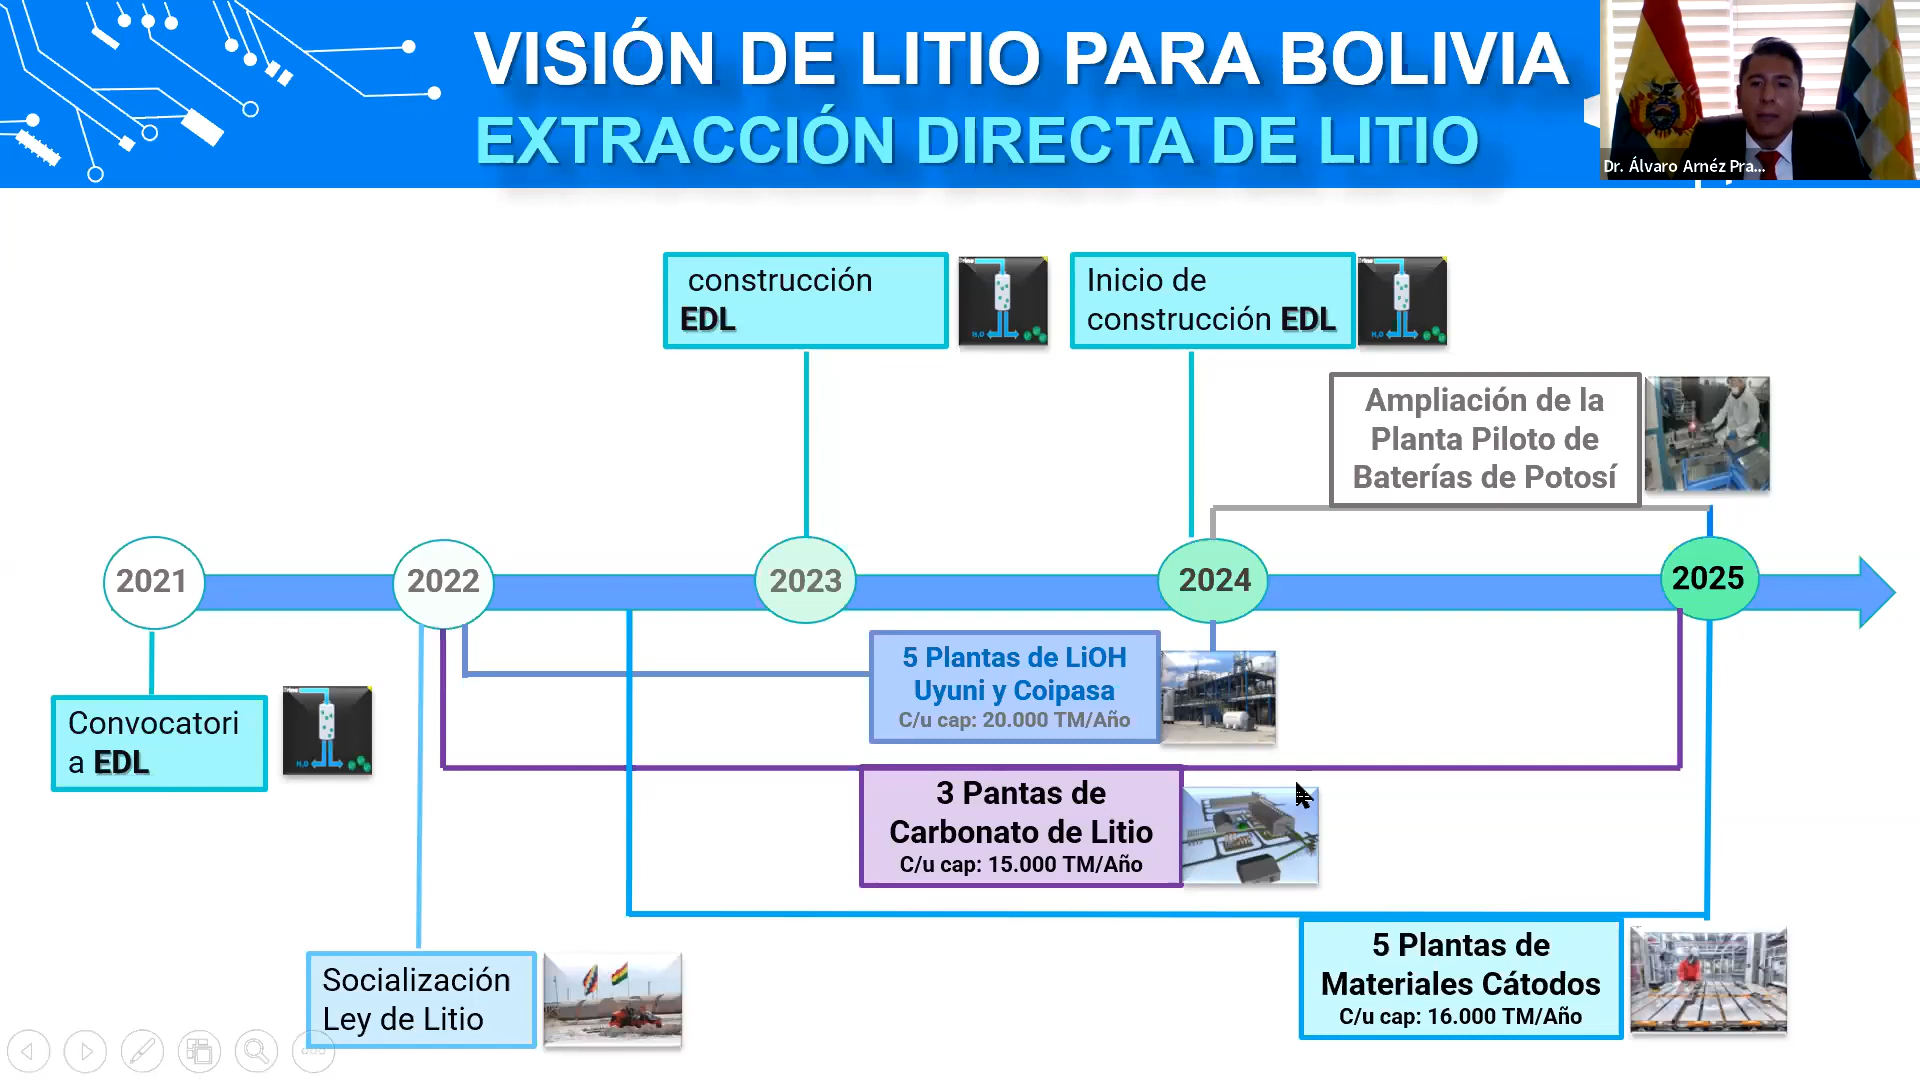 VISIÓN DE LITIO PARA BOLIVIA
EXTRACCIÓN DIRECTA DE LITIO
Dr. Álvaro Arnéz Pra...
construcción
EDL
Inicio de
construcción EDL
Ampliación de la
Planta Piloto de
Baterías de Potosí
2021
2022
2023
2024
2025
5 Plantas de LiOH
Uyuni y Coipasa
C/u cap: 20.000 TM/Año
Convocatori
a EDL
H₂O
3 Pantas de
Carbonato de Litio
C/u cap: 15.000 TM/Año
5 Plantas de
Materiales Cátodos
C/u cap: 16.000 TM/Año
Socialización
Ley de Litio